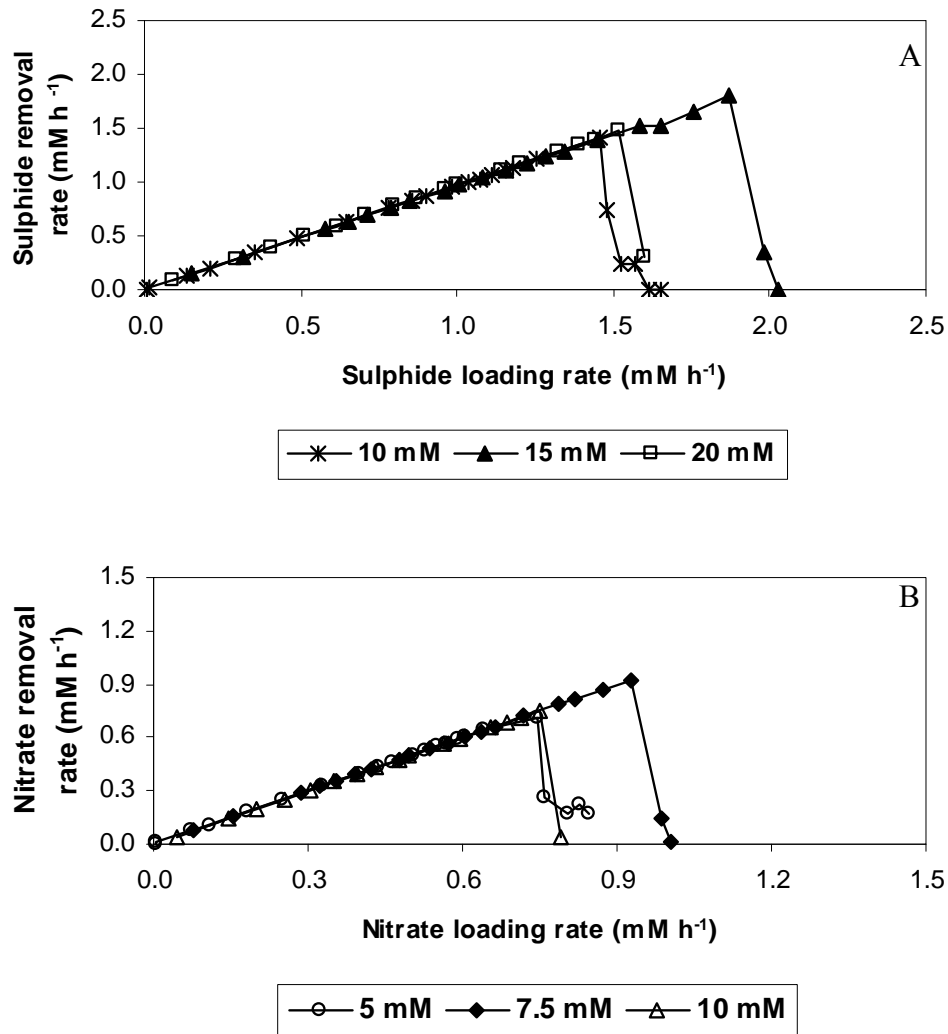 A
Sulphide removal
rate (mM h-1)
2.5
2.0
1.5
1.0
0.5
0.0
0.0 0.5 1.0 1.5 2.0 2.5
Sulphide loading rate (mM h-1)
10 mM 15 mM 20 mM
B
Nitrate removal
rate (mM h-1)
1.5
1.2
0.9
0.6
0.3
0.0
0.0 0.3 0.6 0.9 1.2 1.5
Nitrate loading rate (mM h-1)
5 mM 7.5 mM 10 mM